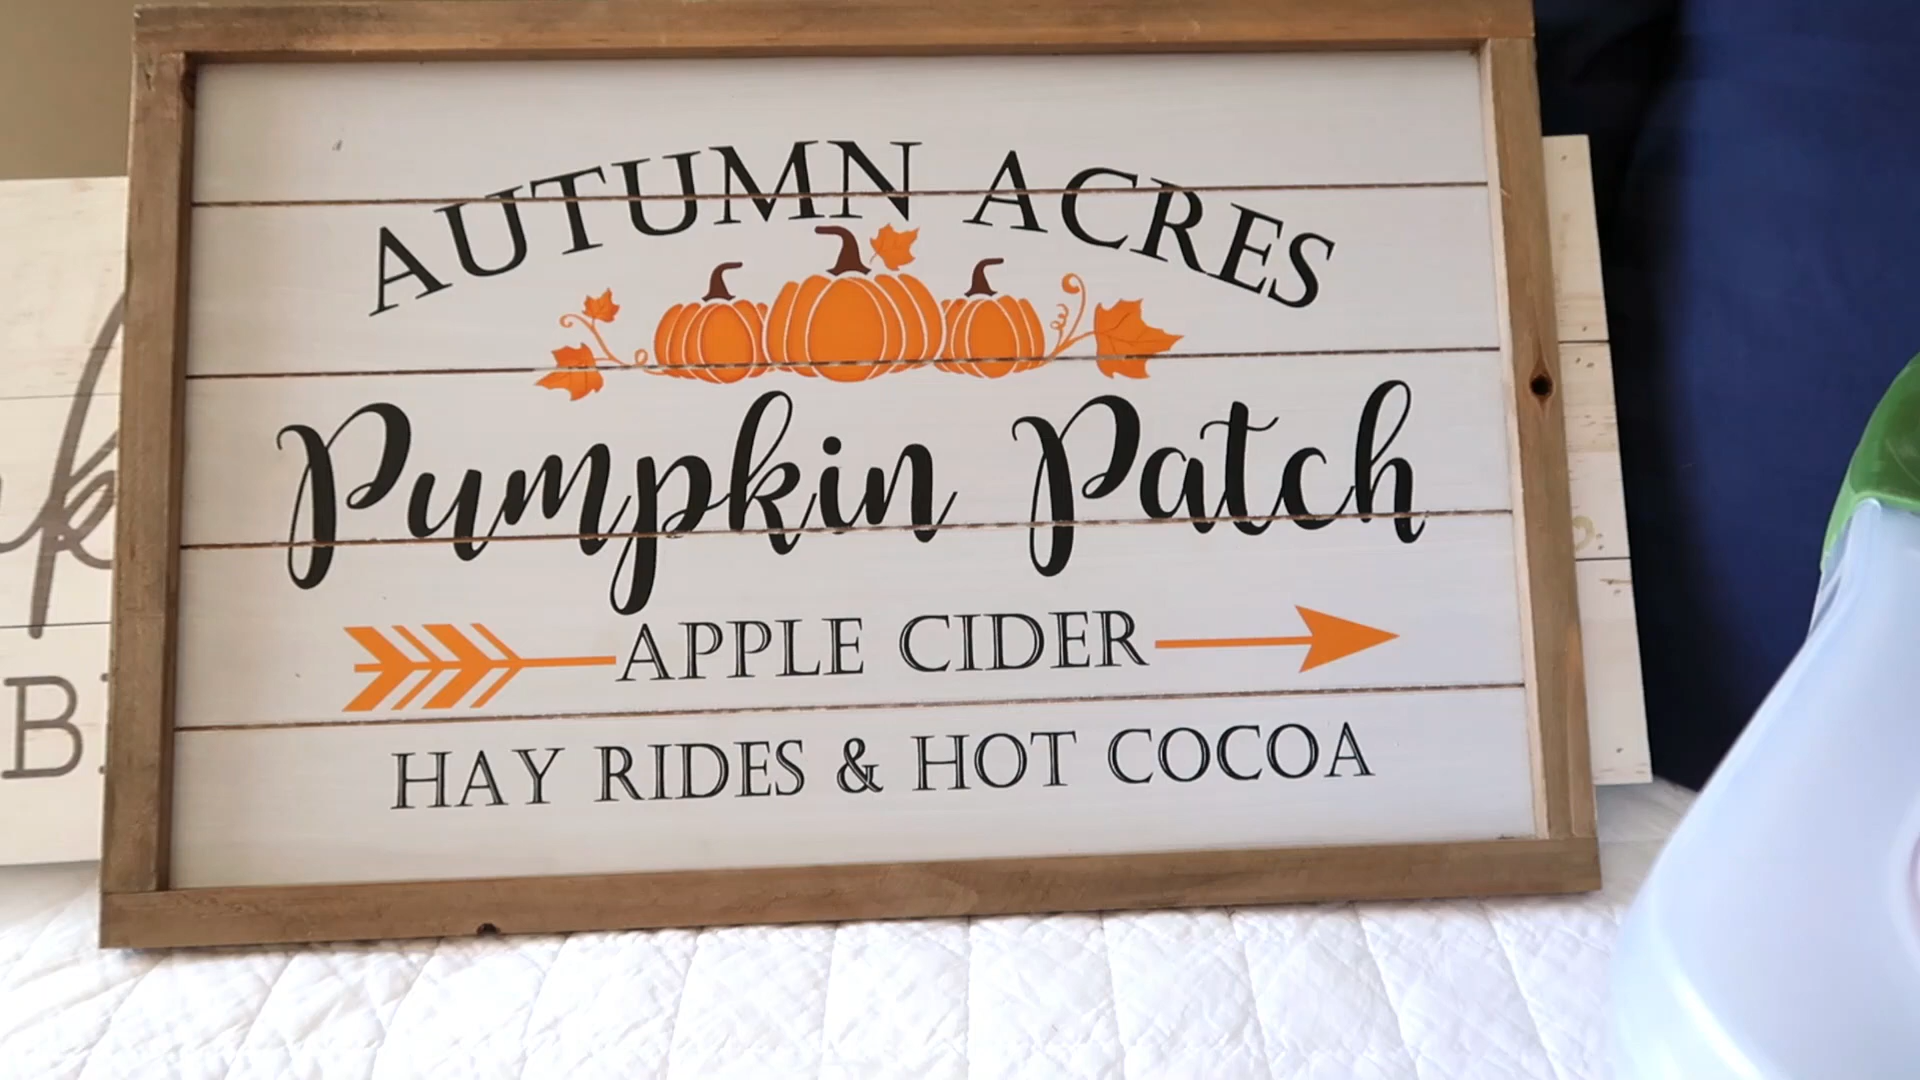 AUTUMN ACRES
Pumpkin Patch
APPLE CIDER
HAY RIDES & HOT COCOA